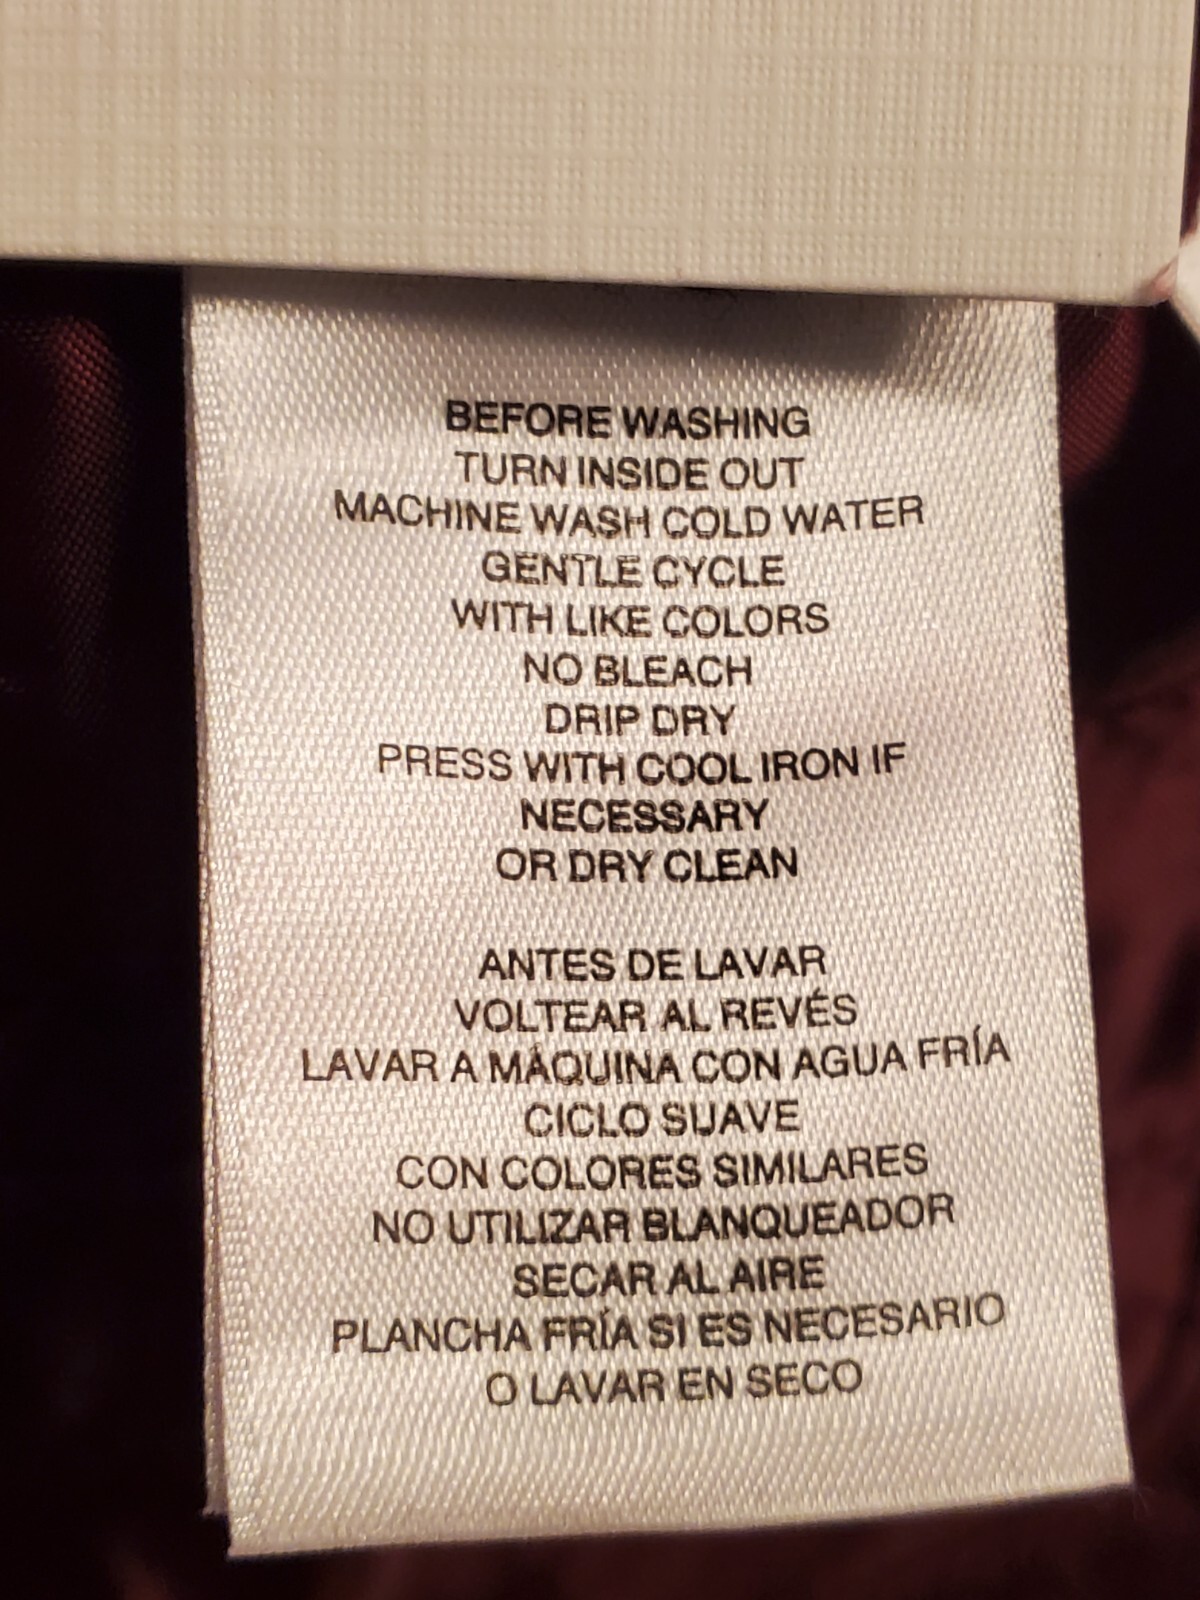 BEFORE WASHING
TURN INSIDE OUT
MACHINE WASH COLD WATER
GENTLE CYCLE
WITH LIKE COLORS
NO BLEACH
DRIP DRY
PRESS WITH COOL IRON IF
NECESSARY
OR DRY CLEAN
ANTES DE LAVAR
VOLTEAR AL REVÉS
LAVAR A MÁQUINA CON AGUA FRÍA
CICLO SUAVE
CON COLORES SIMILARES
NO UTILIZAR BLANQUEADOR
SECAR AL AIRE
PLANCHA FRÍA SI ES NECESARIO
O LAVAR EN SECO